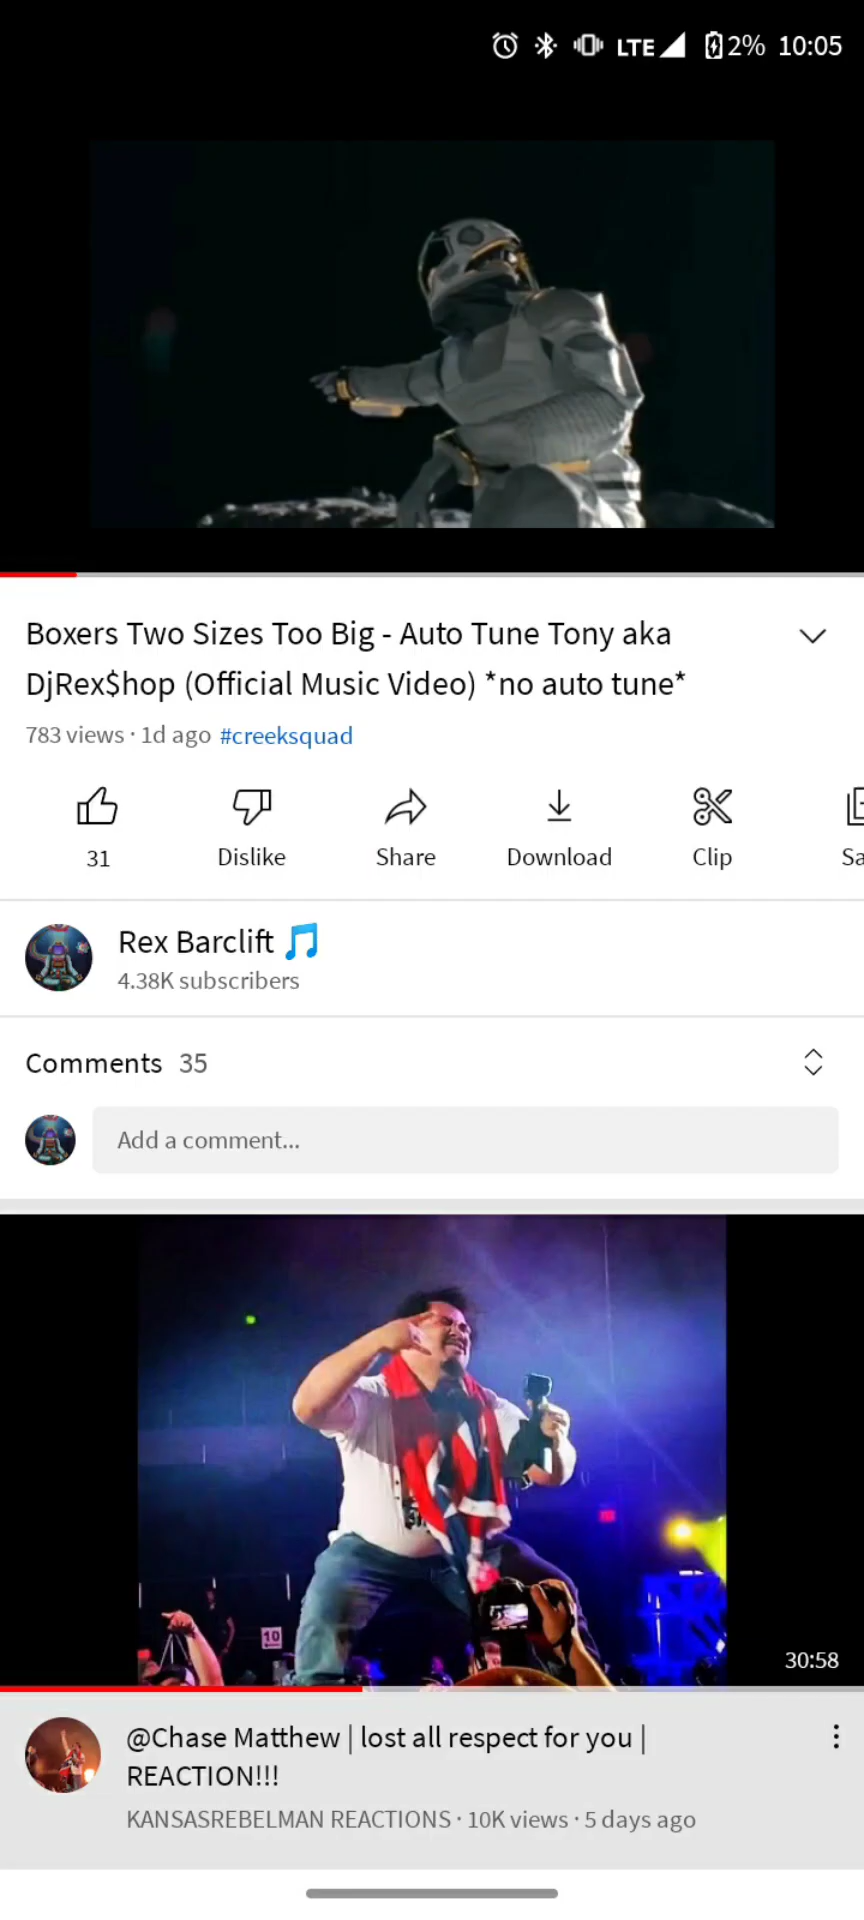 2% 10:05
LTE
Boxers Two Sizes Too Big - Auto Tune Tony aka
DjRex$hop (Official Music Video) *no auto tune*
783 views · 1d ago #creeksquad
31 Dislike Share Download Clip Sa
Rex Barclift 🎵
4.38K subscribers
Comments 35
Add a comment...
10
30:58
@Chase Matthew | lost all respect for you |
REACTION!!!
KANSASREBELMAN REACTIONS · 10K views · 5 days ago